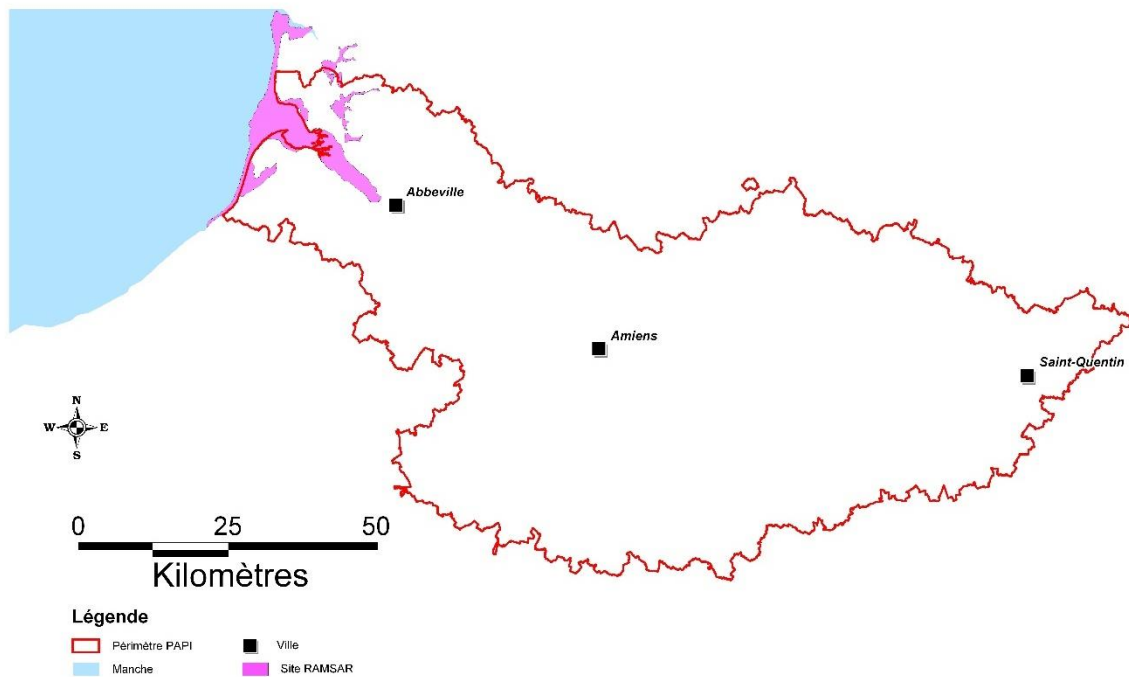 Abbeville
Amiens
Saint-Quentin
N
W E
S
0 25 50
Kilomètres
Légende
Périmètre PAPI Ville
Manche Site RAMSAR